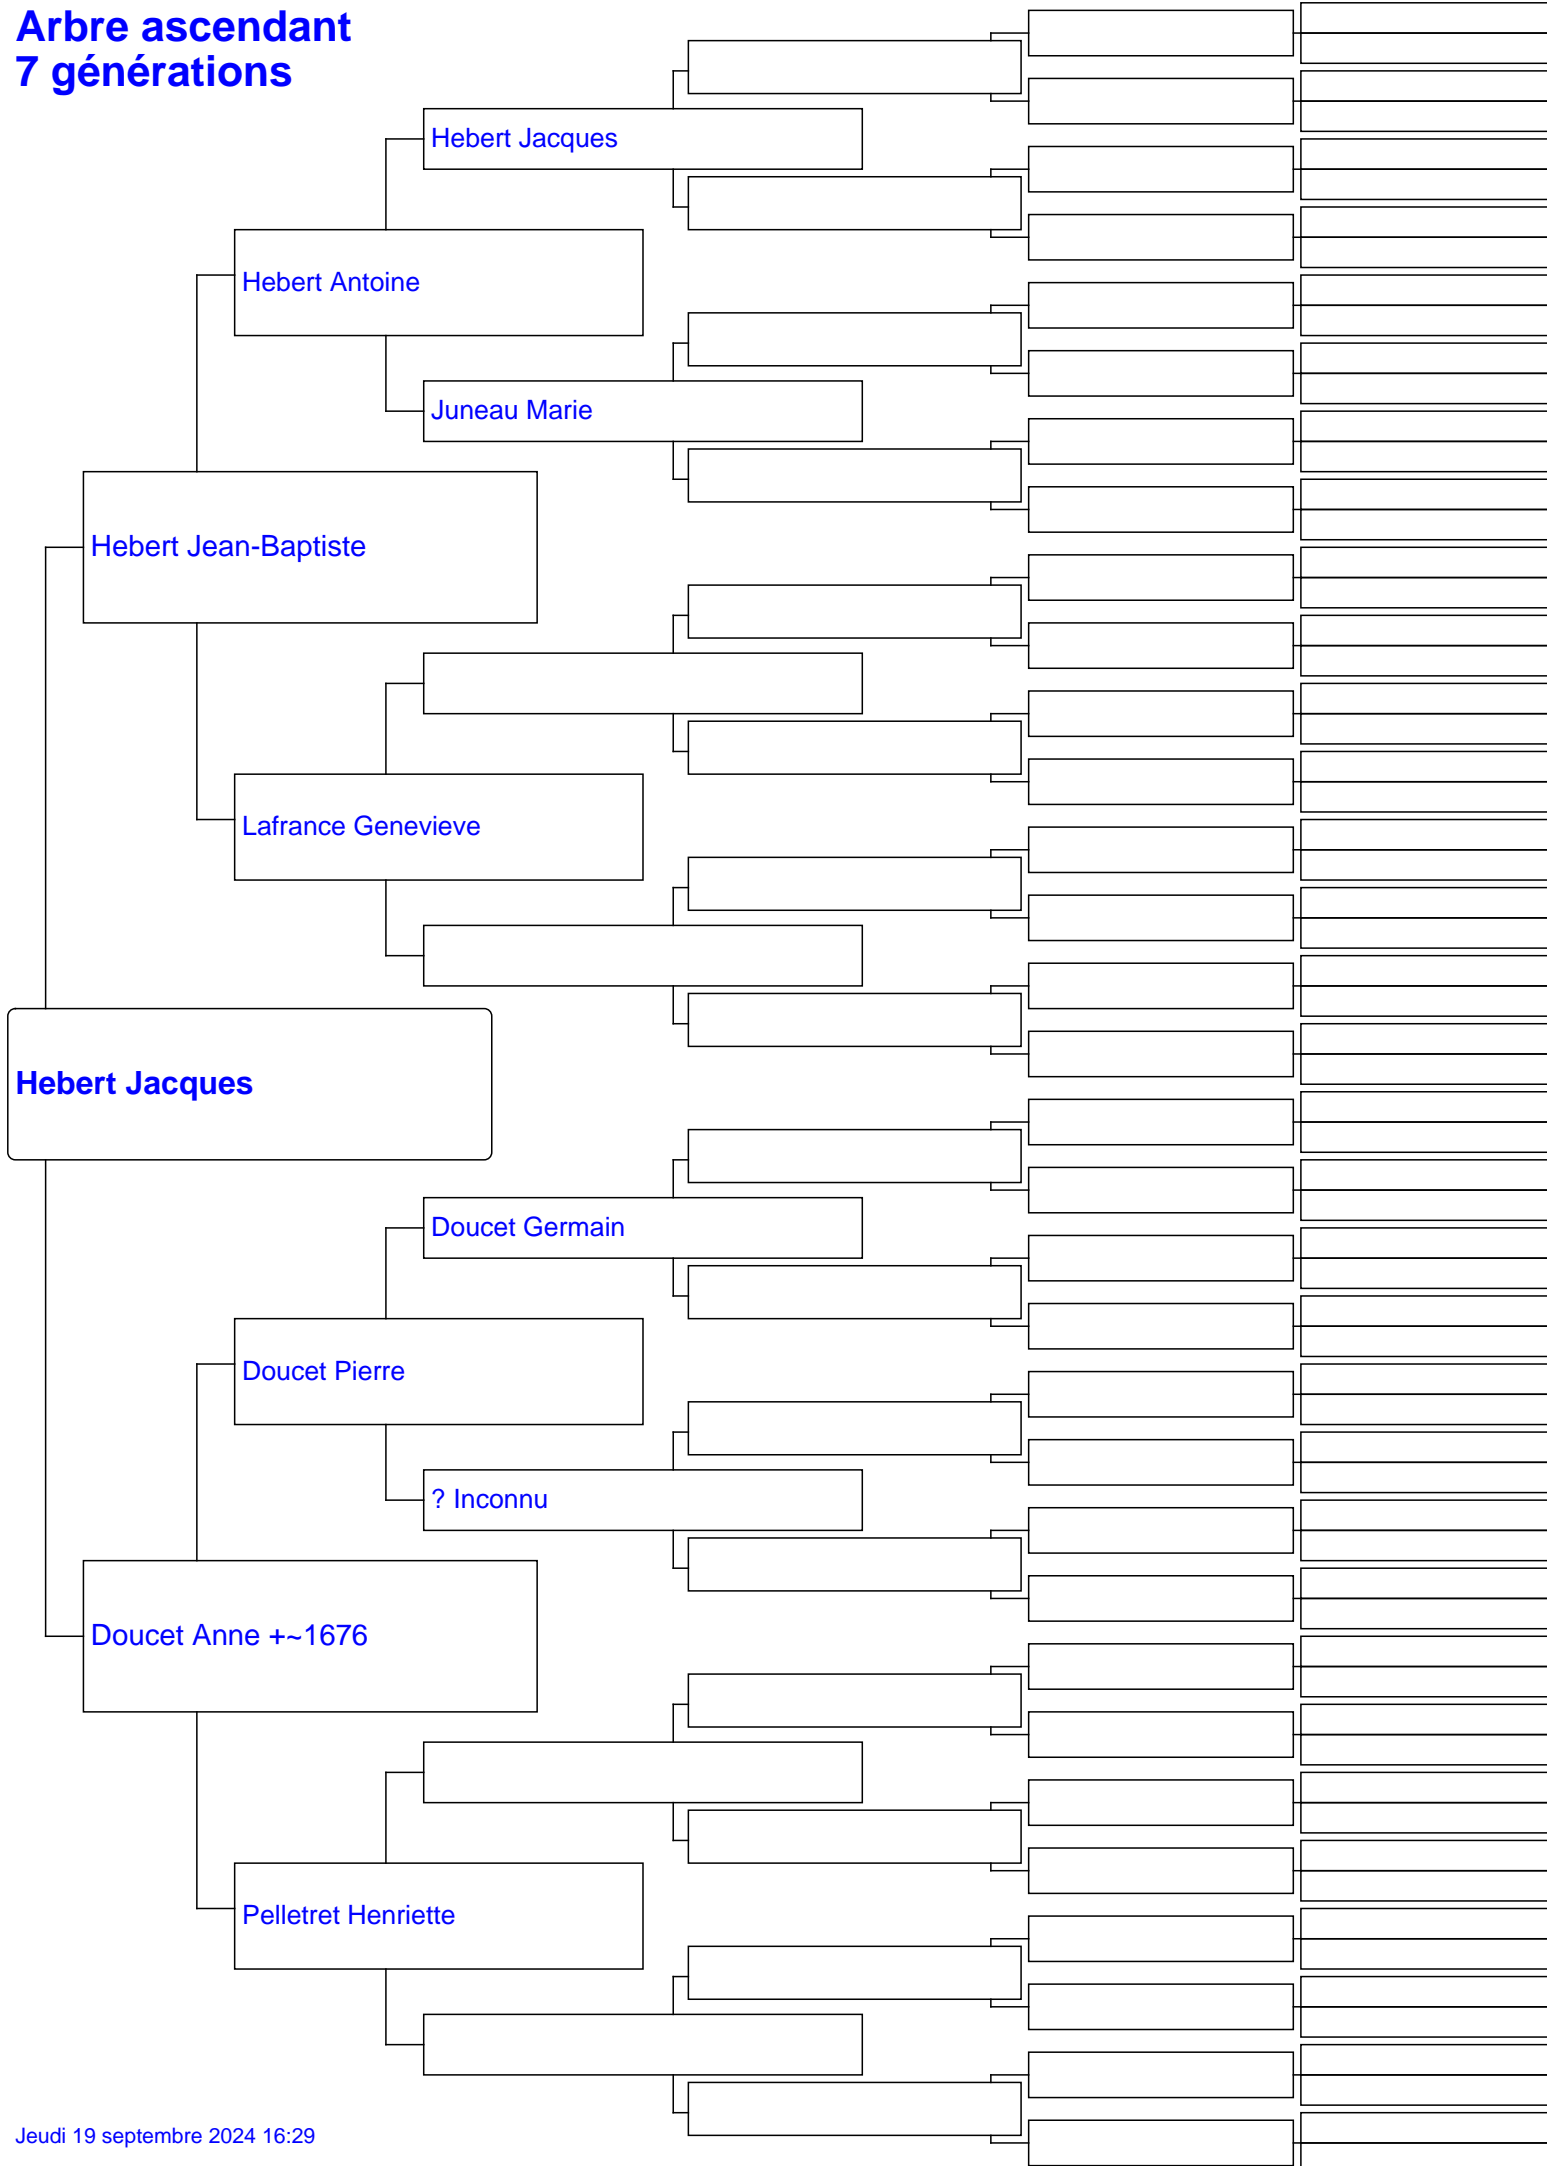 Arbre ascendant
7 générations
Hebert Jacques
Hebert Antoine
Juneau Marie
Hebert Jean-Baptiste
Lafrance Genevieve
Hebert Jacques
Doucet Germain
Doucet Pierre
? Inconnu
Doucet Anne +~1676
Pelletret Henriette
Jeudi 19 septembre 2024 16:29